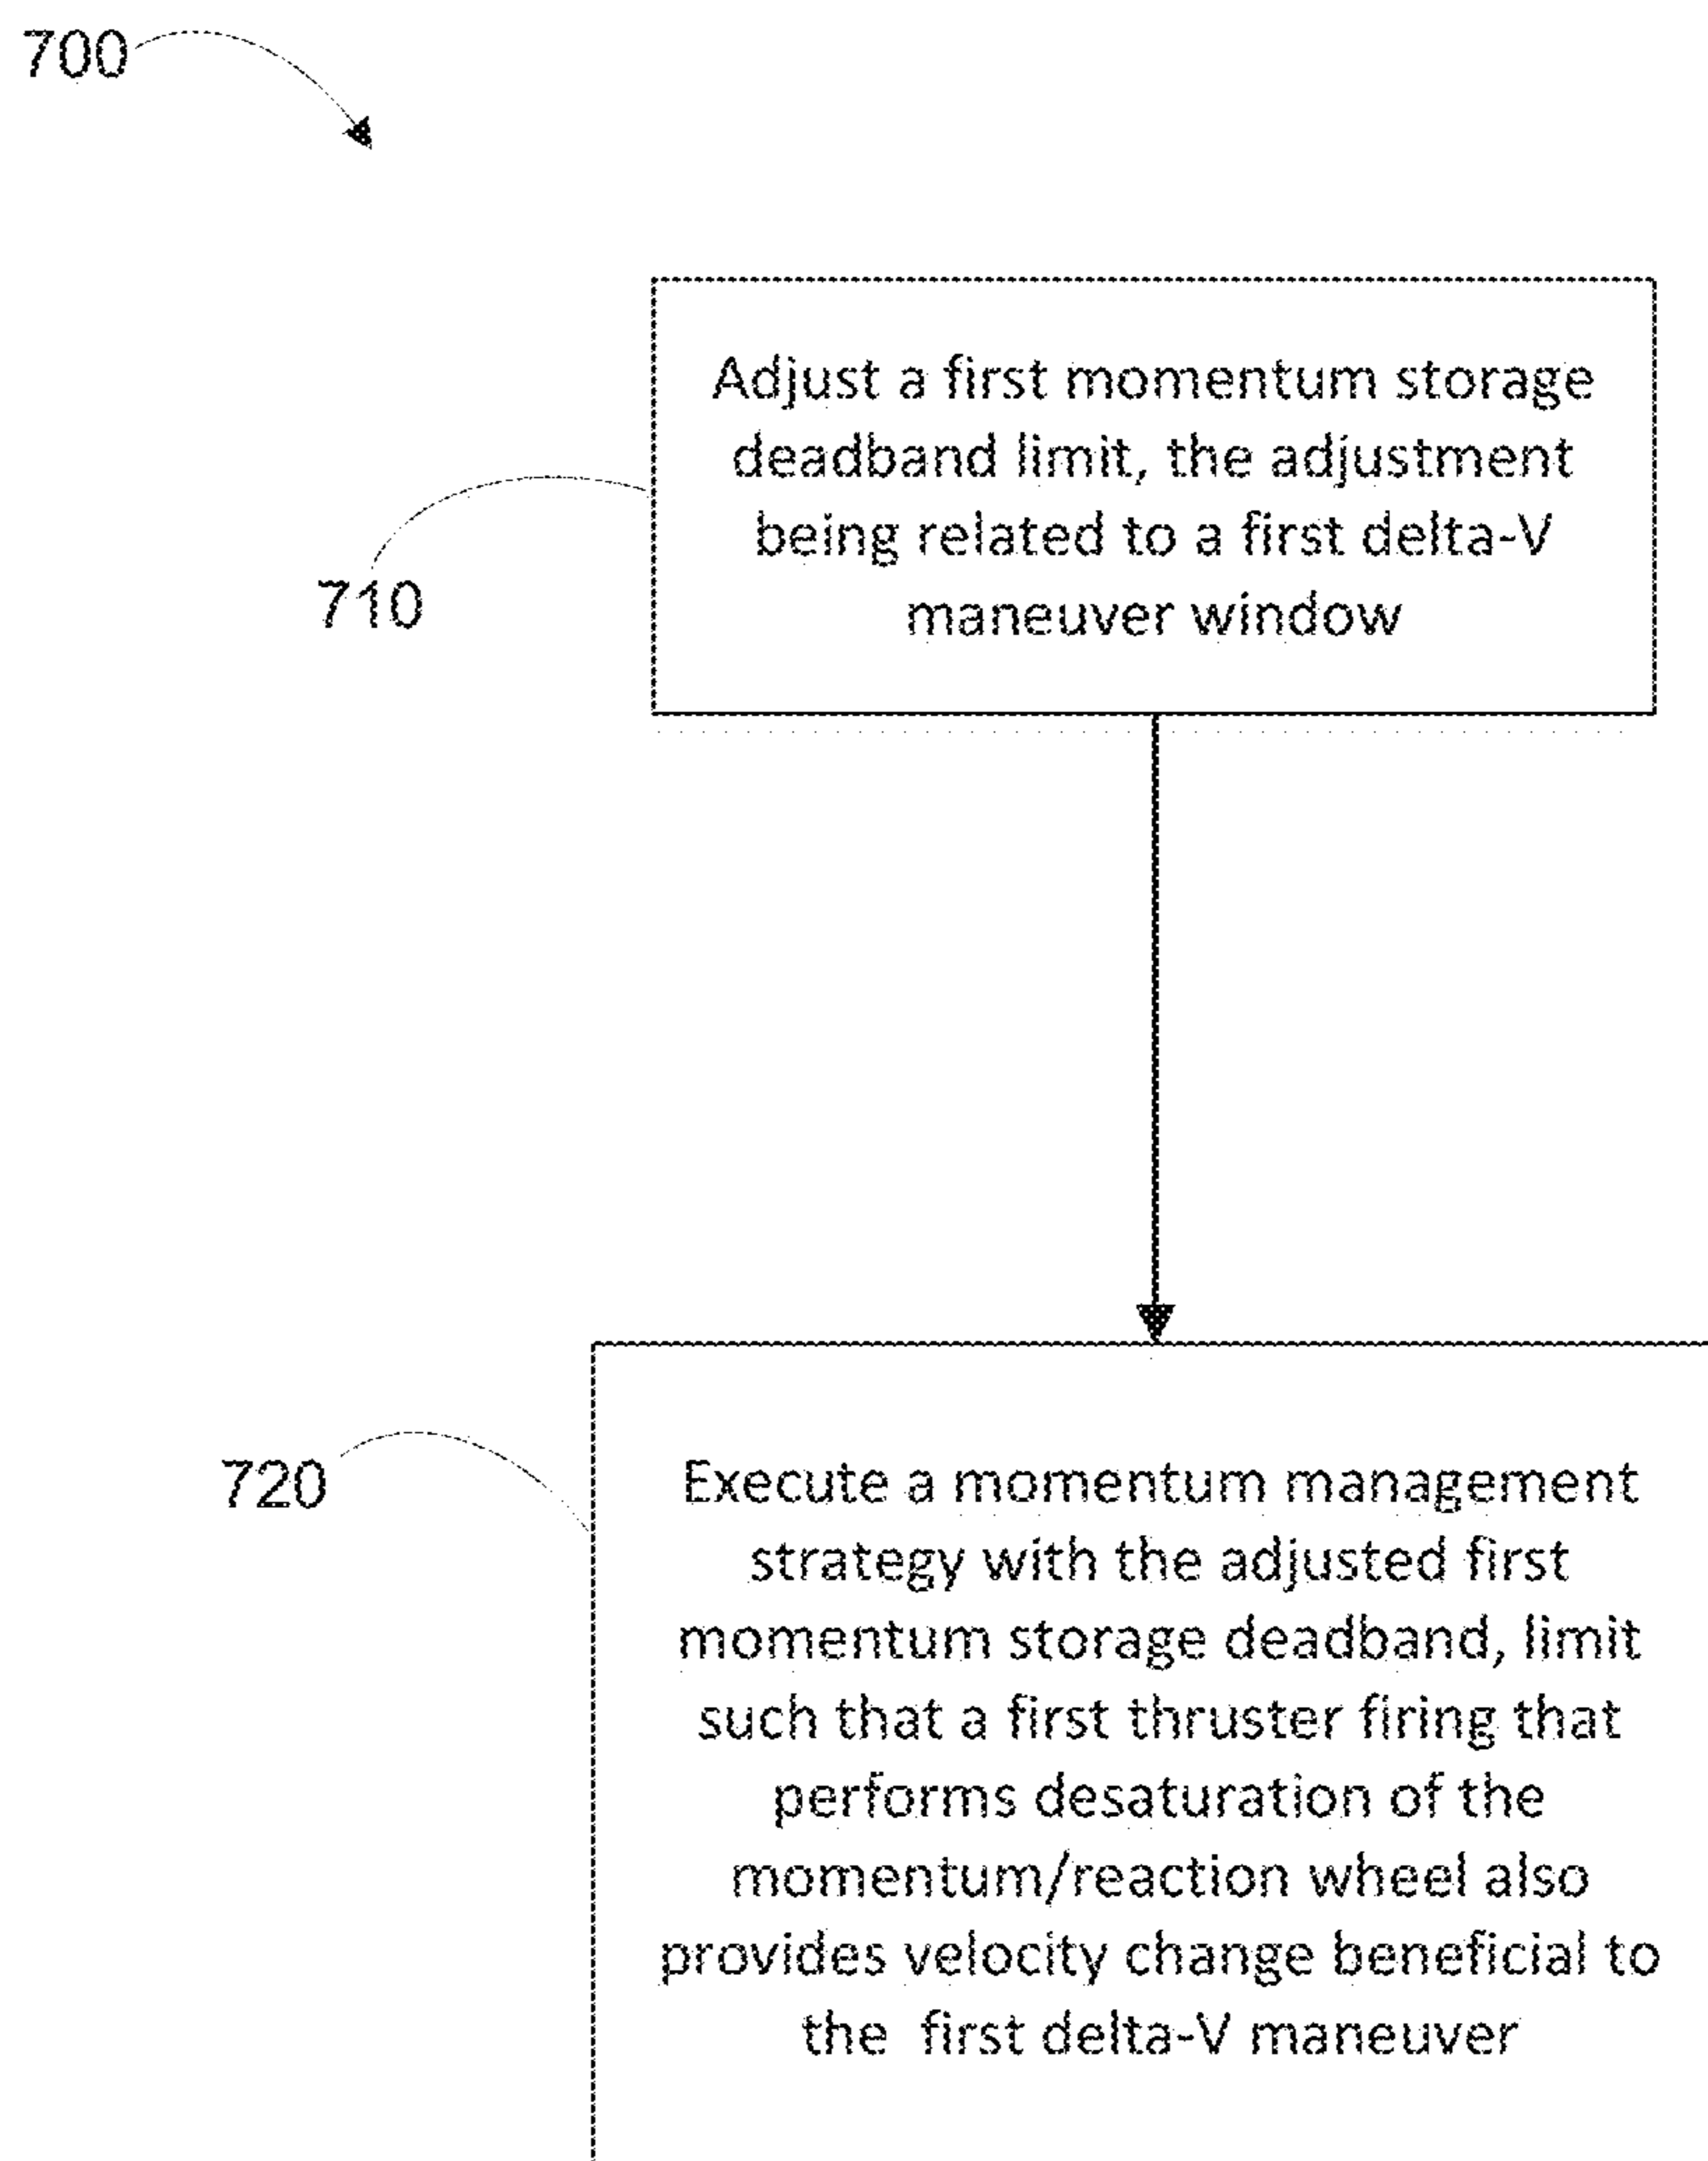 700
Adjust a first momentum storage
deadband limit, the adjustment
being related to a first delta-V
maneuver window
710
720
Execute a momentum management
strategy with the adjusted first
momentum storage deadband, limit
such that a first thruster firing that
performs desaturation of the
momentum/reaction wheel also
provides velocity change beneficial to
the first delta-V maneuver